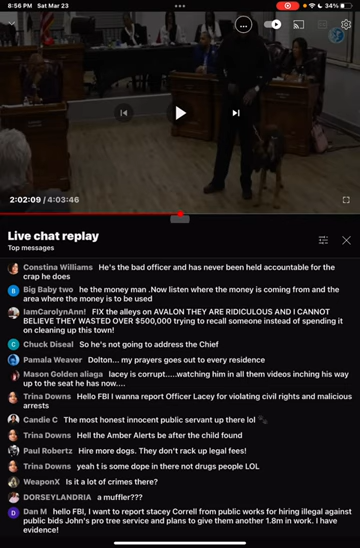 8:56 PM Sat Mar 23
34%
2:02:09 / 4:03:46
Live chat replay
Top messages
Constina Williams He's the bad officer and has never been held accountable for the
crap he does
B Big Baby two he the money man .Now listen where the money is coming from and the
area where the money is to be used
IamCarolynAnn! FIX the alleys on AVALON THEY ARE RIDICULOUS AND I CANNOT
BELIEVE THEY WASTED OVER $500,000 trying to recall someone instead of spending it
on cleaning up this town!
C Chuck Diseal So he's not going to address the Chief
Pamela Weaver Dolton... my prayers goes out to every residence
Mason Golden aliaga lacey is corrupt.....watching him in all them videos inching his way
up to the seat he has now....
Trina Downs Hello FBI I wanna report Officer Lacey for violating civil rights and malicious
arrests
Candie C The most honest innocent public servant up there lol 🐾
Trina Downs Hell the Amber Alerts be after the child found
Paul Robertz Hire more dogs. They don't rack up legal fees!
Trina Downs yeah t is some dope in there not drugs people LOL
WeaponX Is it a lot of crimes there?
DORSEYLANDRIA a muffler???
D Dan M hello FBI, I want to report stacey Correll from public works for hiring illegal against
public bids John's pro tree service and plans to give them another 1.8m in work. I have
evidence!